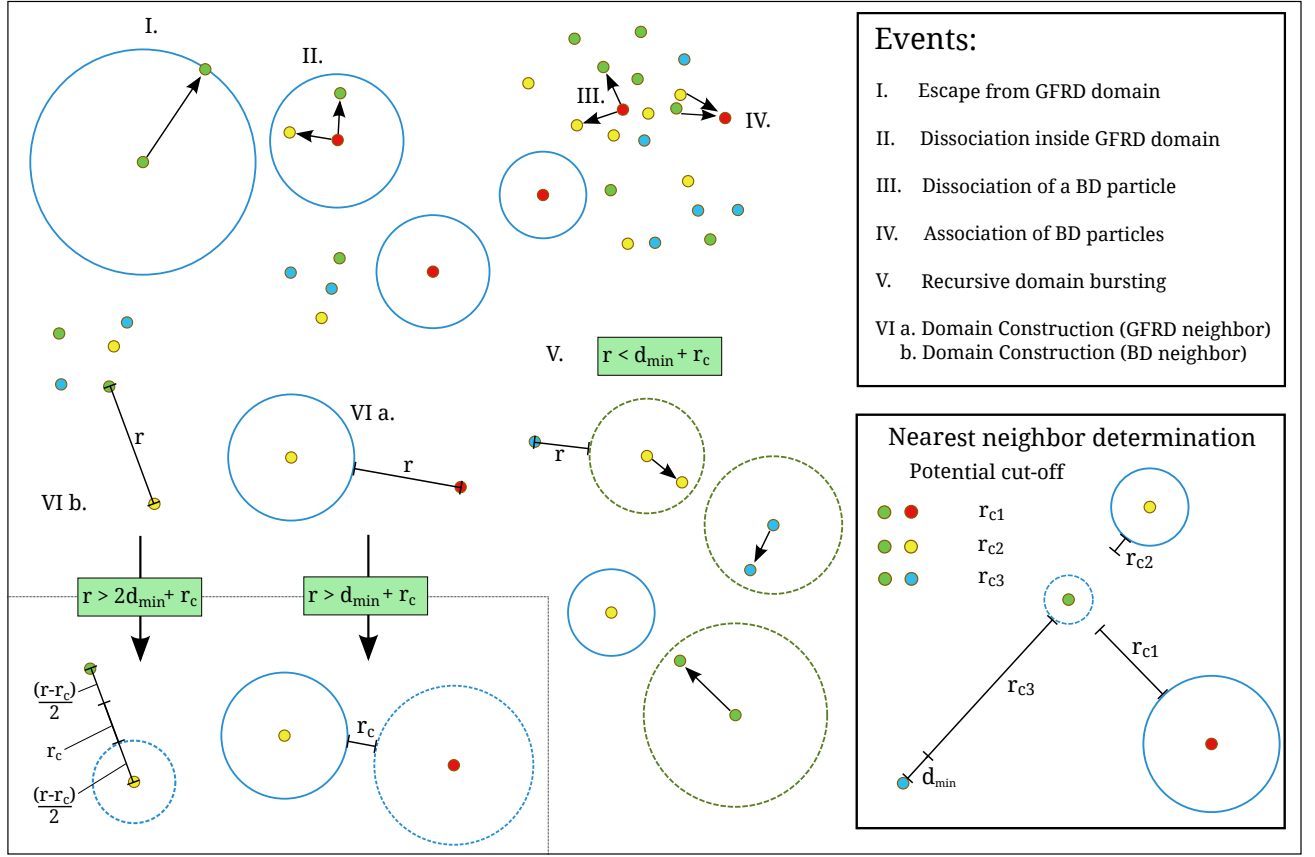 I.
II.
III.
IV.
V.
r < dmin + rc
r
VI a.
r
r
VI b.
r > 2dmin + rc
r > dmin + rc
(r-rc)
2
rc
(r-rc)
2
rc
Events:
I. Escape from GFRD domain
II. Dissociation inside GFRD domain
III. Dissociation of a BD particle
IV. Association of BD particles
V. Recursive domain bursting
VI a. Domain Construction (GFRD neighbor)
b. Domain Construction (BD neighbor)
Nearest neighbor determination
Potential cut-off
rc1
rc2
rc3
rc2
rc1
rc3
dmin